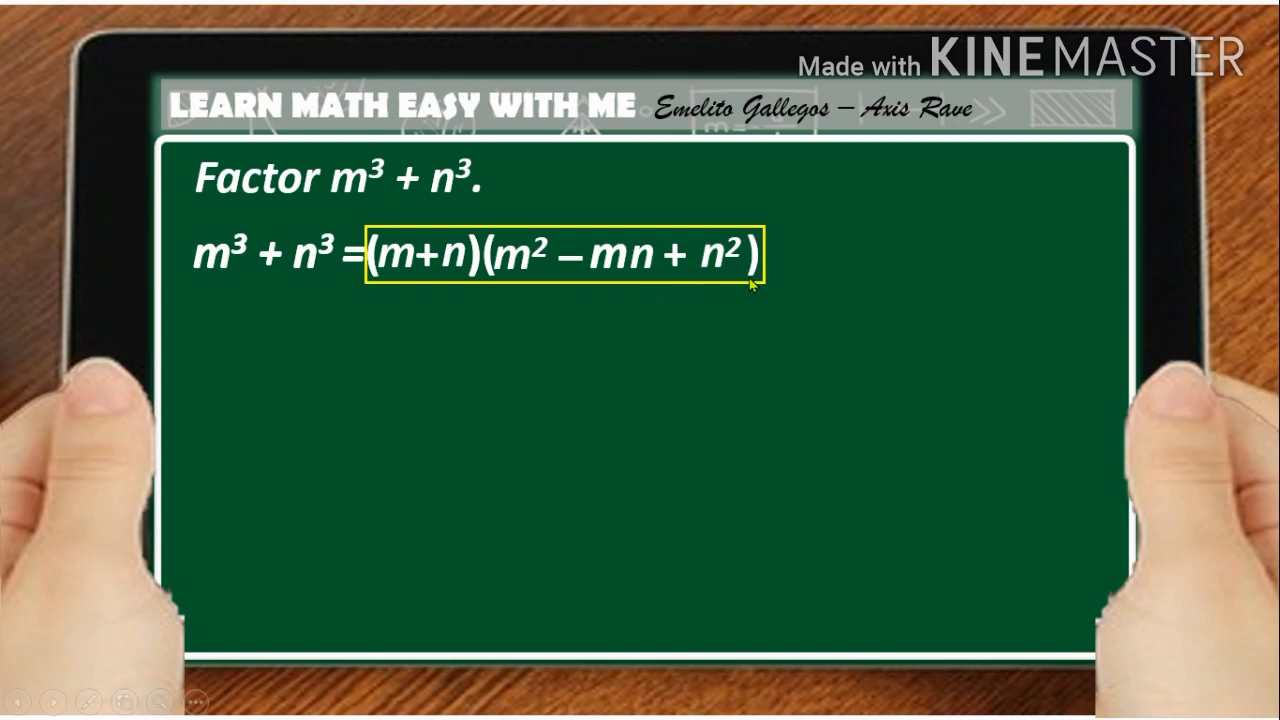 Made with KINEMASTER
LEARN MATH EASY WITH ME Emelito Gallegos – Axis Rave
Factor m³ + n³.
m³ + n³ =(m+n)(m² – mn + n² )